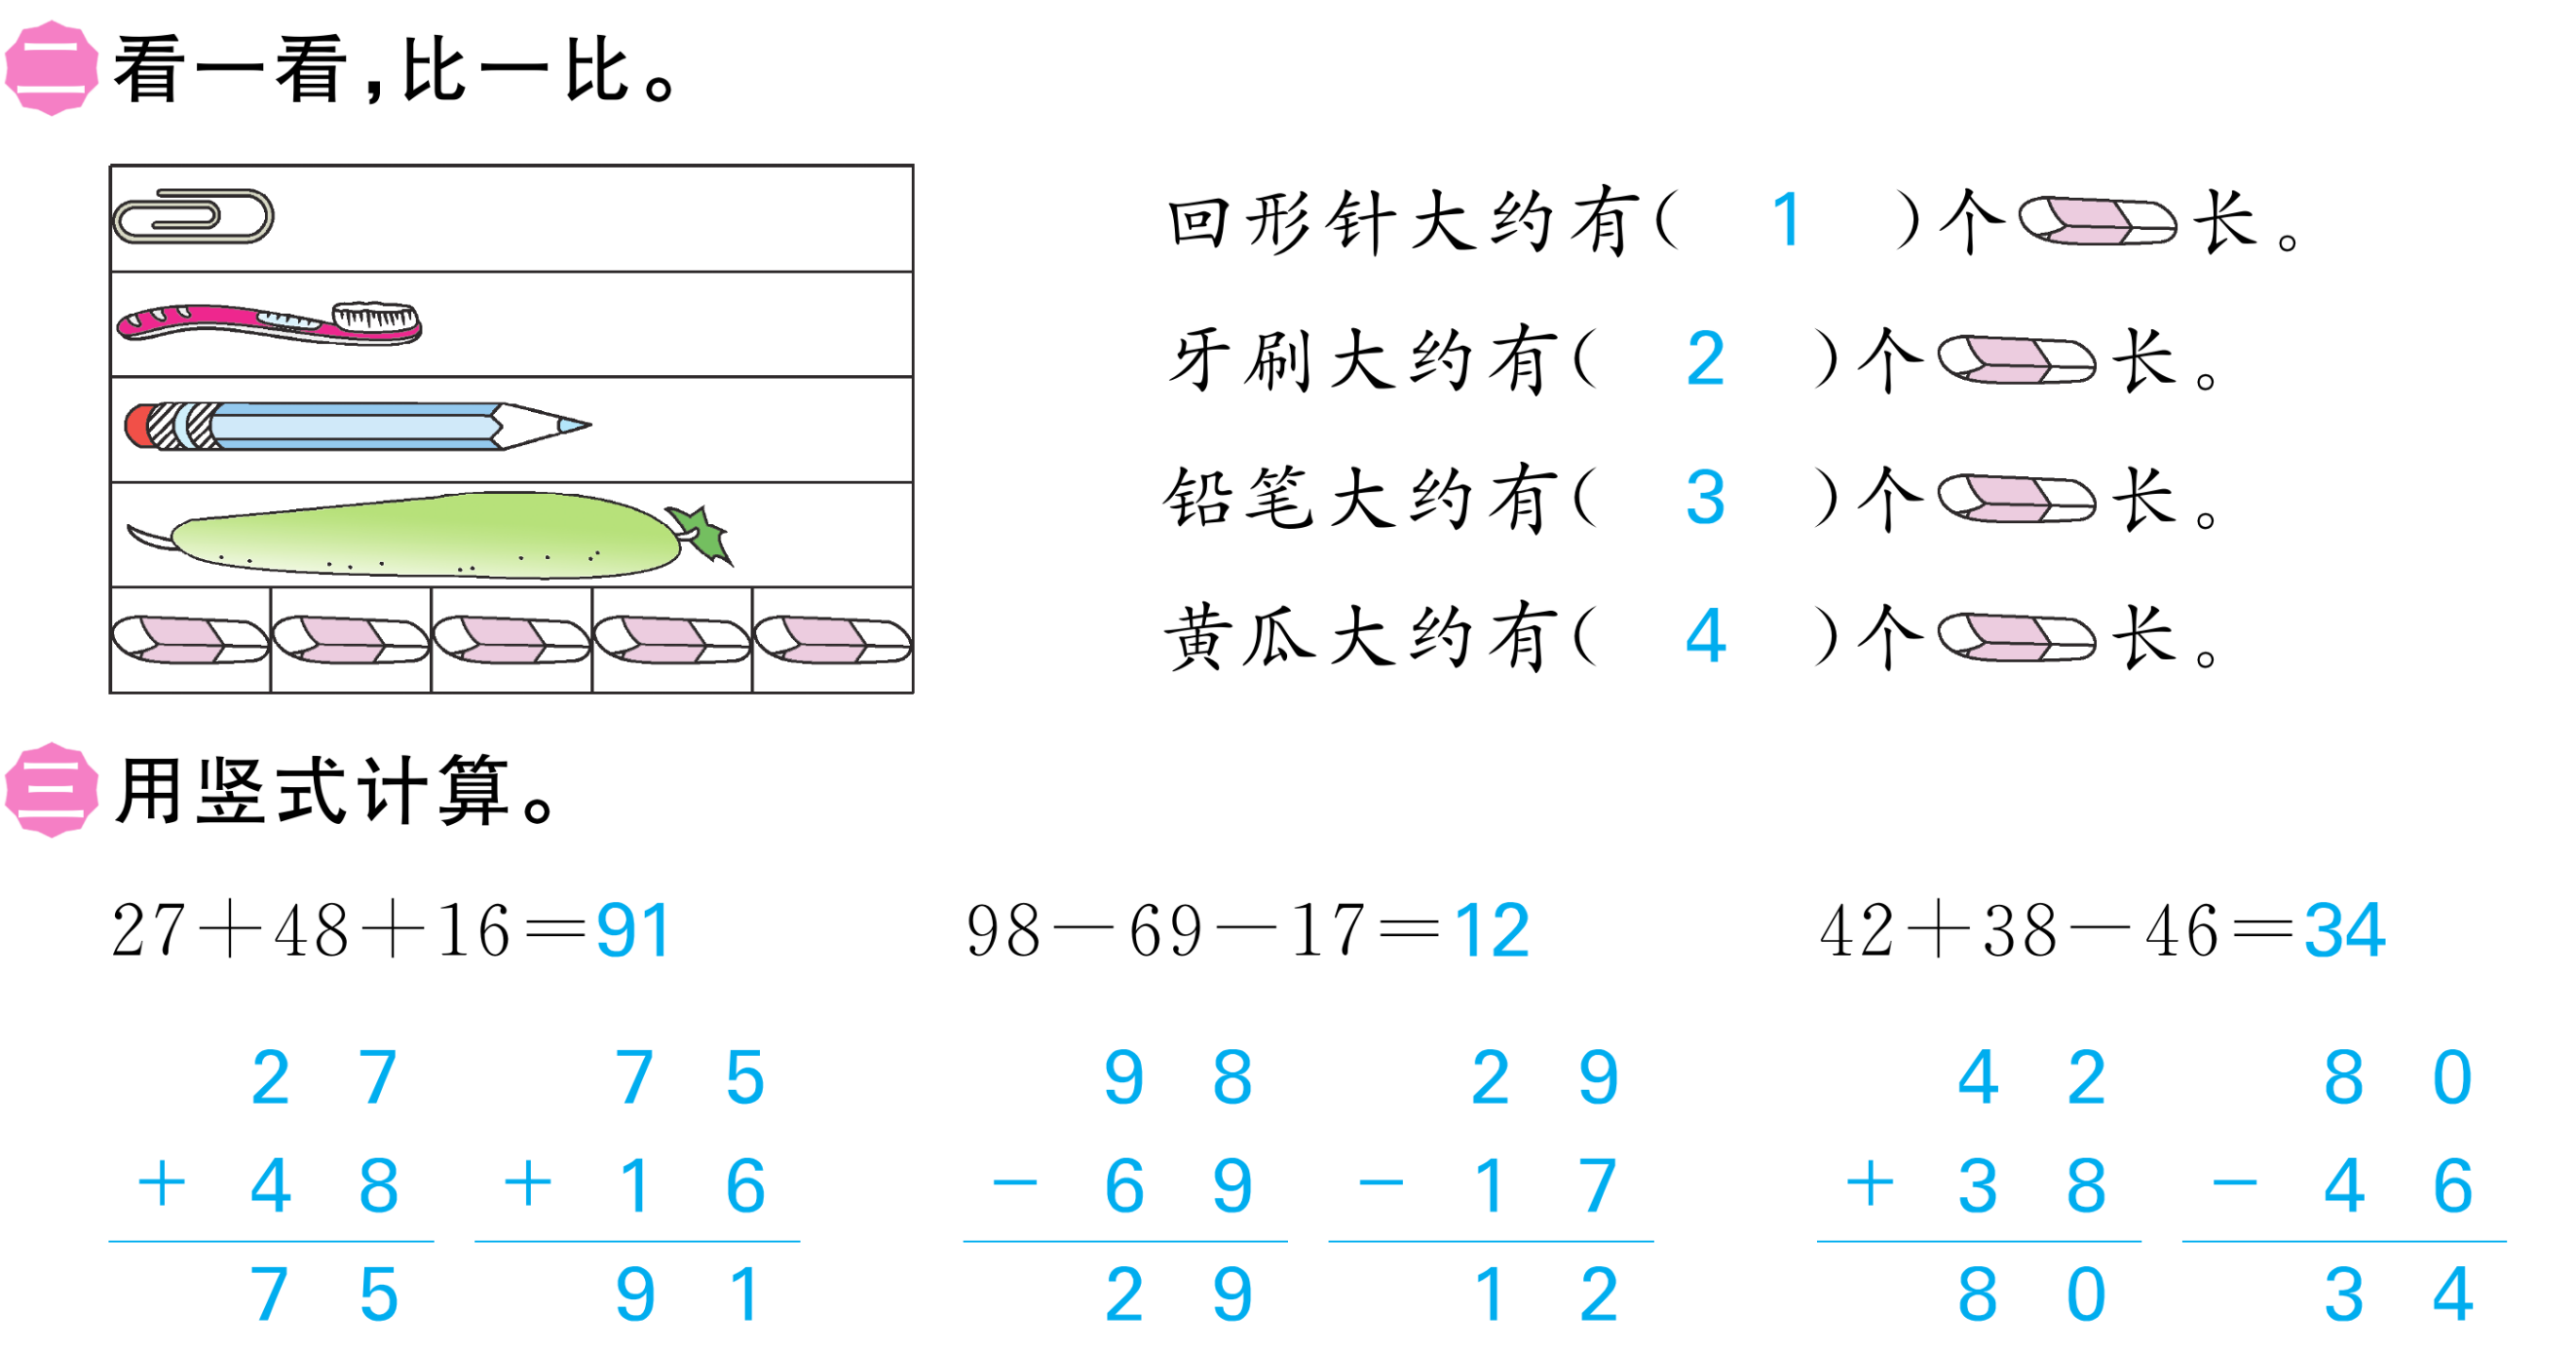 二 看一看,比一比。
回形针大约有( 1 )个长。
牙刷大约有( 2 )个长。
铅笔大约有( 3 )个长。
黄瓜大约有( 4 )个长。
三 用竖式计算。
27+48+16=91 98-69-17=12 42+38-46=34
2 7 7 5 9 8 2 9 4 2 8 0
+ 4 8 + 1 6 - 6 9 - 1 7 + 3 8 - 4 6
7 5 9 1 2 9 1 2 8 0 3 4